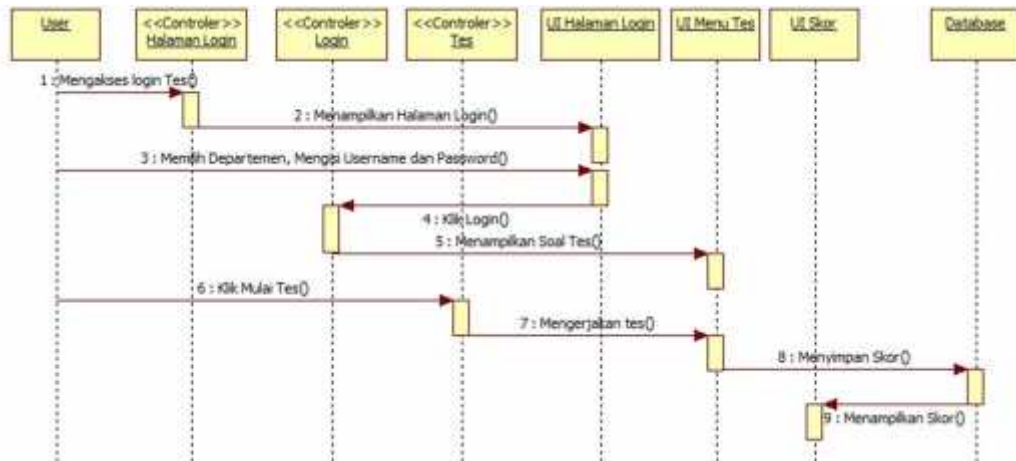 User
<<Controler>>
Halaman Login
<<Controler>>
Login
<<Controler>>
Tes
UI Halaman Login
UI Menu Tes
UI Skor
Database
1 : Mengakses login Tes()
2 : Menampilkan Halaman Login()
3 : Memilih Departemen, Mengisi Username dan Password()
4 : Klik Login()
5 : Menampilkan Soal Tes()
6 : Klik Mulai Tes()
7 : Mengerjakan tes()
8 : Menyimpan Skor()
9 : Menampilkan Skor()